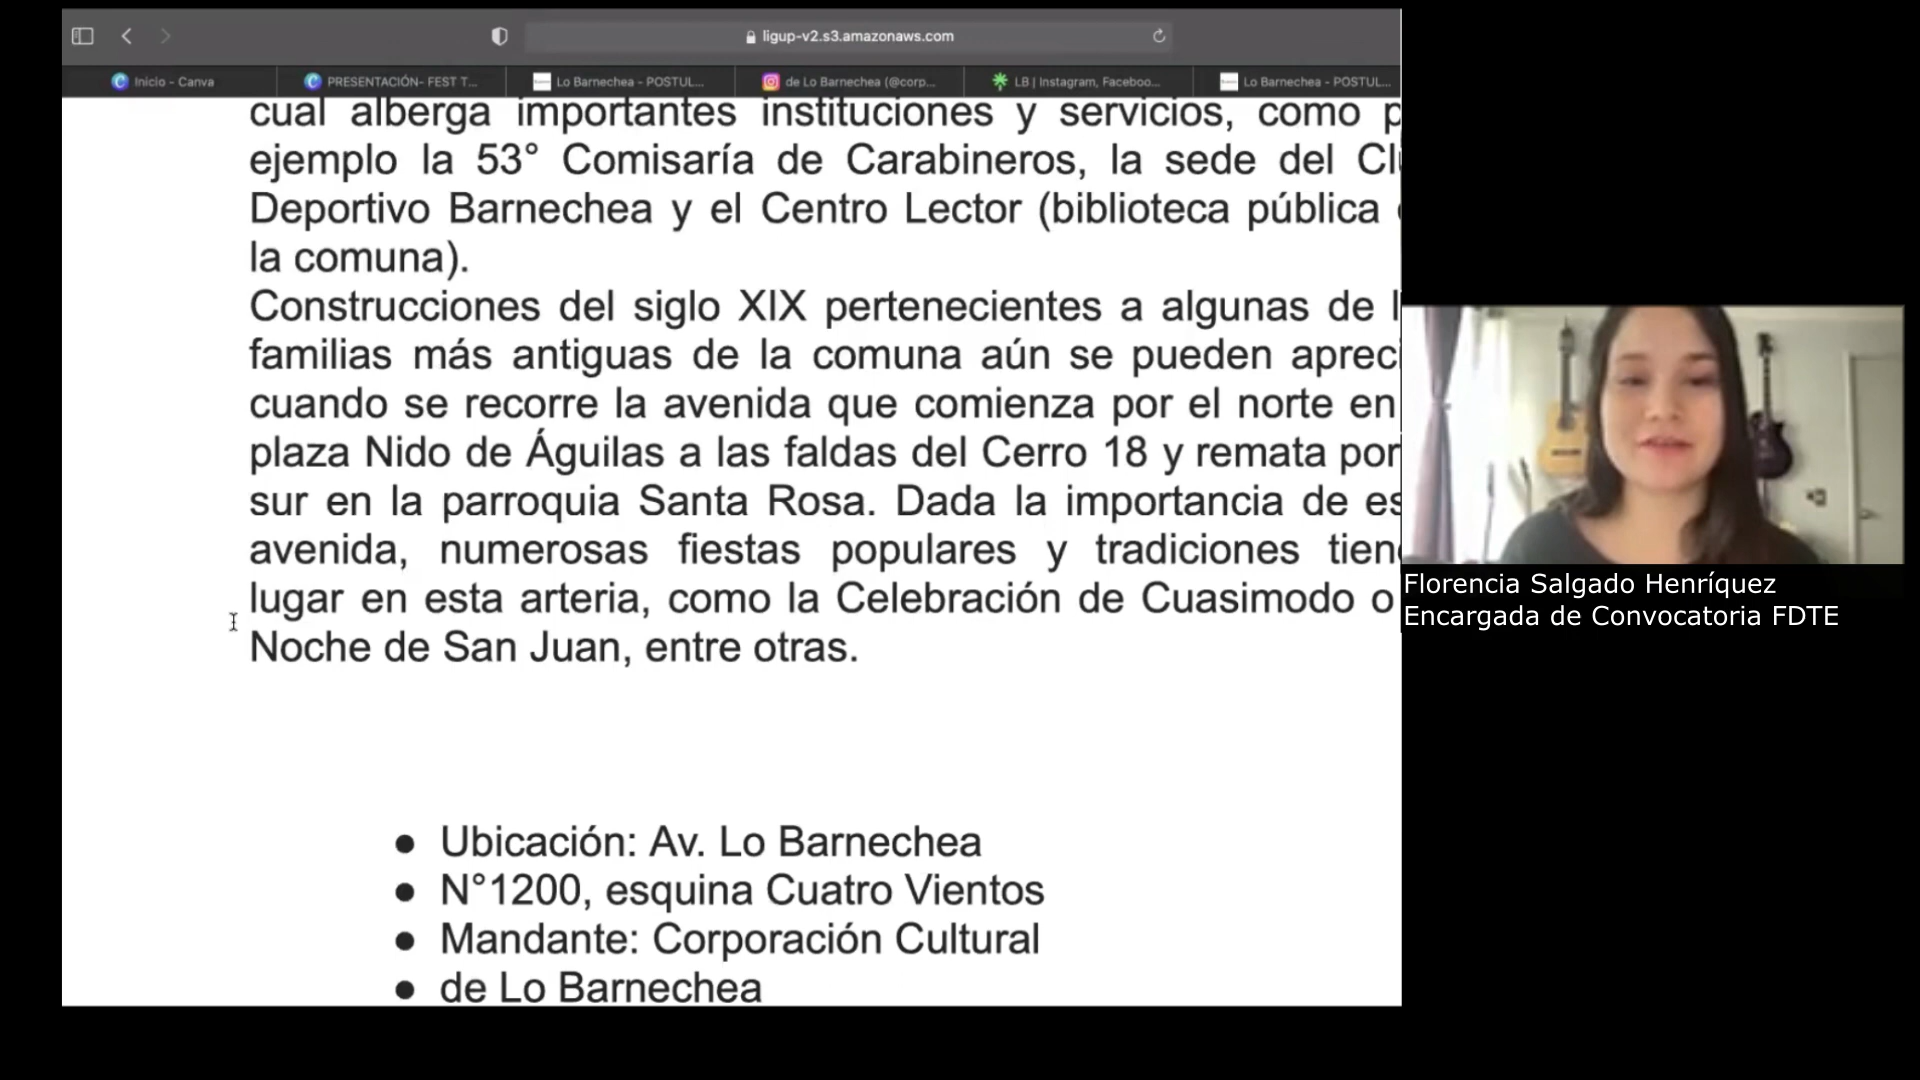 ligup-v2.s3.amazonaws.com
Inicio - Canva
PRESENTACIÓN- FEST T...
Lo Barnechea - POSTUL...
de Lo Barnechea (@corp...
LB | Instagram, Faceboo...
Lo Barnechea - POSTUL...
cual alberga importantes instituciones y servicios, como p
ejemplo la 53° Comisaría de Carabineros, la sede del Cl
Deportivo Barnechea y el Centro Lector (biblioteca pública
la comuna).
Construcciones del siglo XIX pertenecientes a algunas de l
familias más antiguas de la comuna aún se pueden apreci
cuando se recorre la avenida que comienza por el norte en
plaza Nido de Águilas a las faldas del Cerro 18 y remata por
sur en la parroquia Santa Rosa. Dada la importancia de es
avenida, numerosas fiestas populares y tradiciones tien
lugar en esta arteria, como la Celebración de Cuasimodo o
Noche de San Juan, entre otras.
● Ubicación: Av. Lo Barnechea
● N°1200, esquina Cuatro Vientos
● Mandante: Corporación Cultural
● de Lo Barnechea
Florencia Salgado Henríquez
Encargada de Convocatoria FDTE